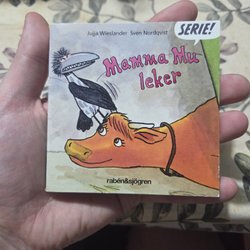 Jujja Wieslander Sven Nordqvist
SERIE!
Mamma Mu
leker
rabén&sjögren